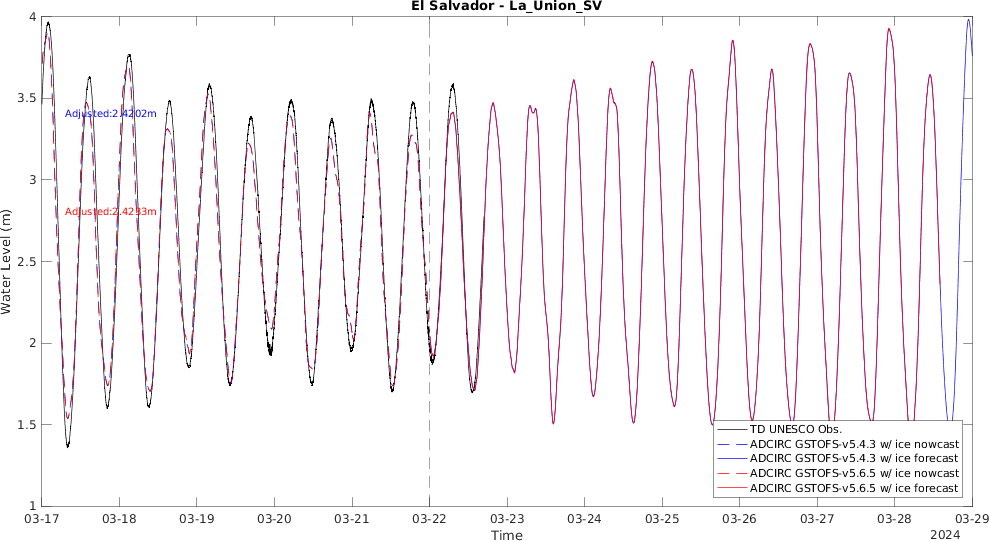 El Salvador - La_Union_SV
Water Level (m)
4
3.5
3
2.5
2
1.5
1
Adjusted:2.4202m
Adjusted:2.4233m
TD UNESCO Obs.
ADCIRC GSTOFS-v5.4.3 w/ ice nowcast
ADCIRC GSTOFS-v5.4.3 w/ ice forecast
ADCIRC GSTOFS-v5.6.5 w/ ice nowcast
ADCIRC GSTOFS-v5.6.5 w/ ice forecast
03-17 03-18 03-19 03-20 03-21 03-22 03-23 03-24 03-25 03-26 03-27 03-28 03-29
Time
2024